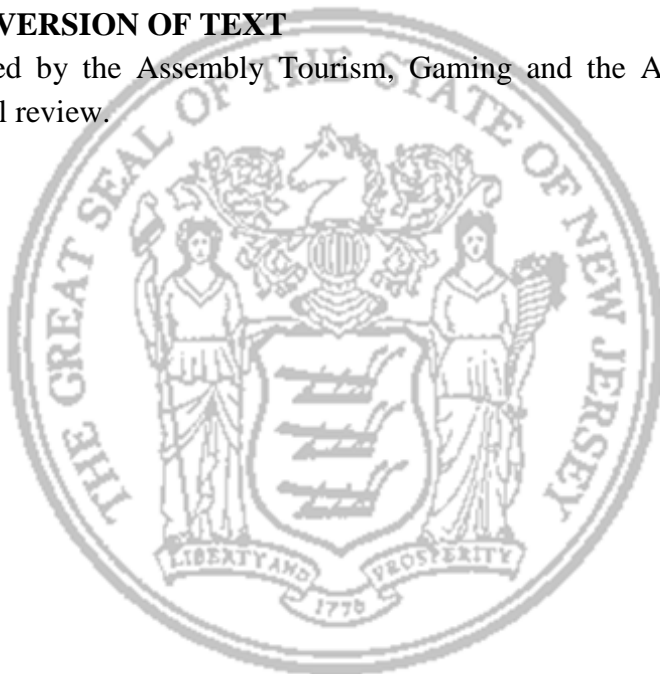 VERSION OF TEXT
ed by the Assembly Tourism, Gaming and the A
l review.
THE GREAT SEAL OF THE STATE OF NEW JERSEY
LIBERTY AND
PROSPERITY
1776